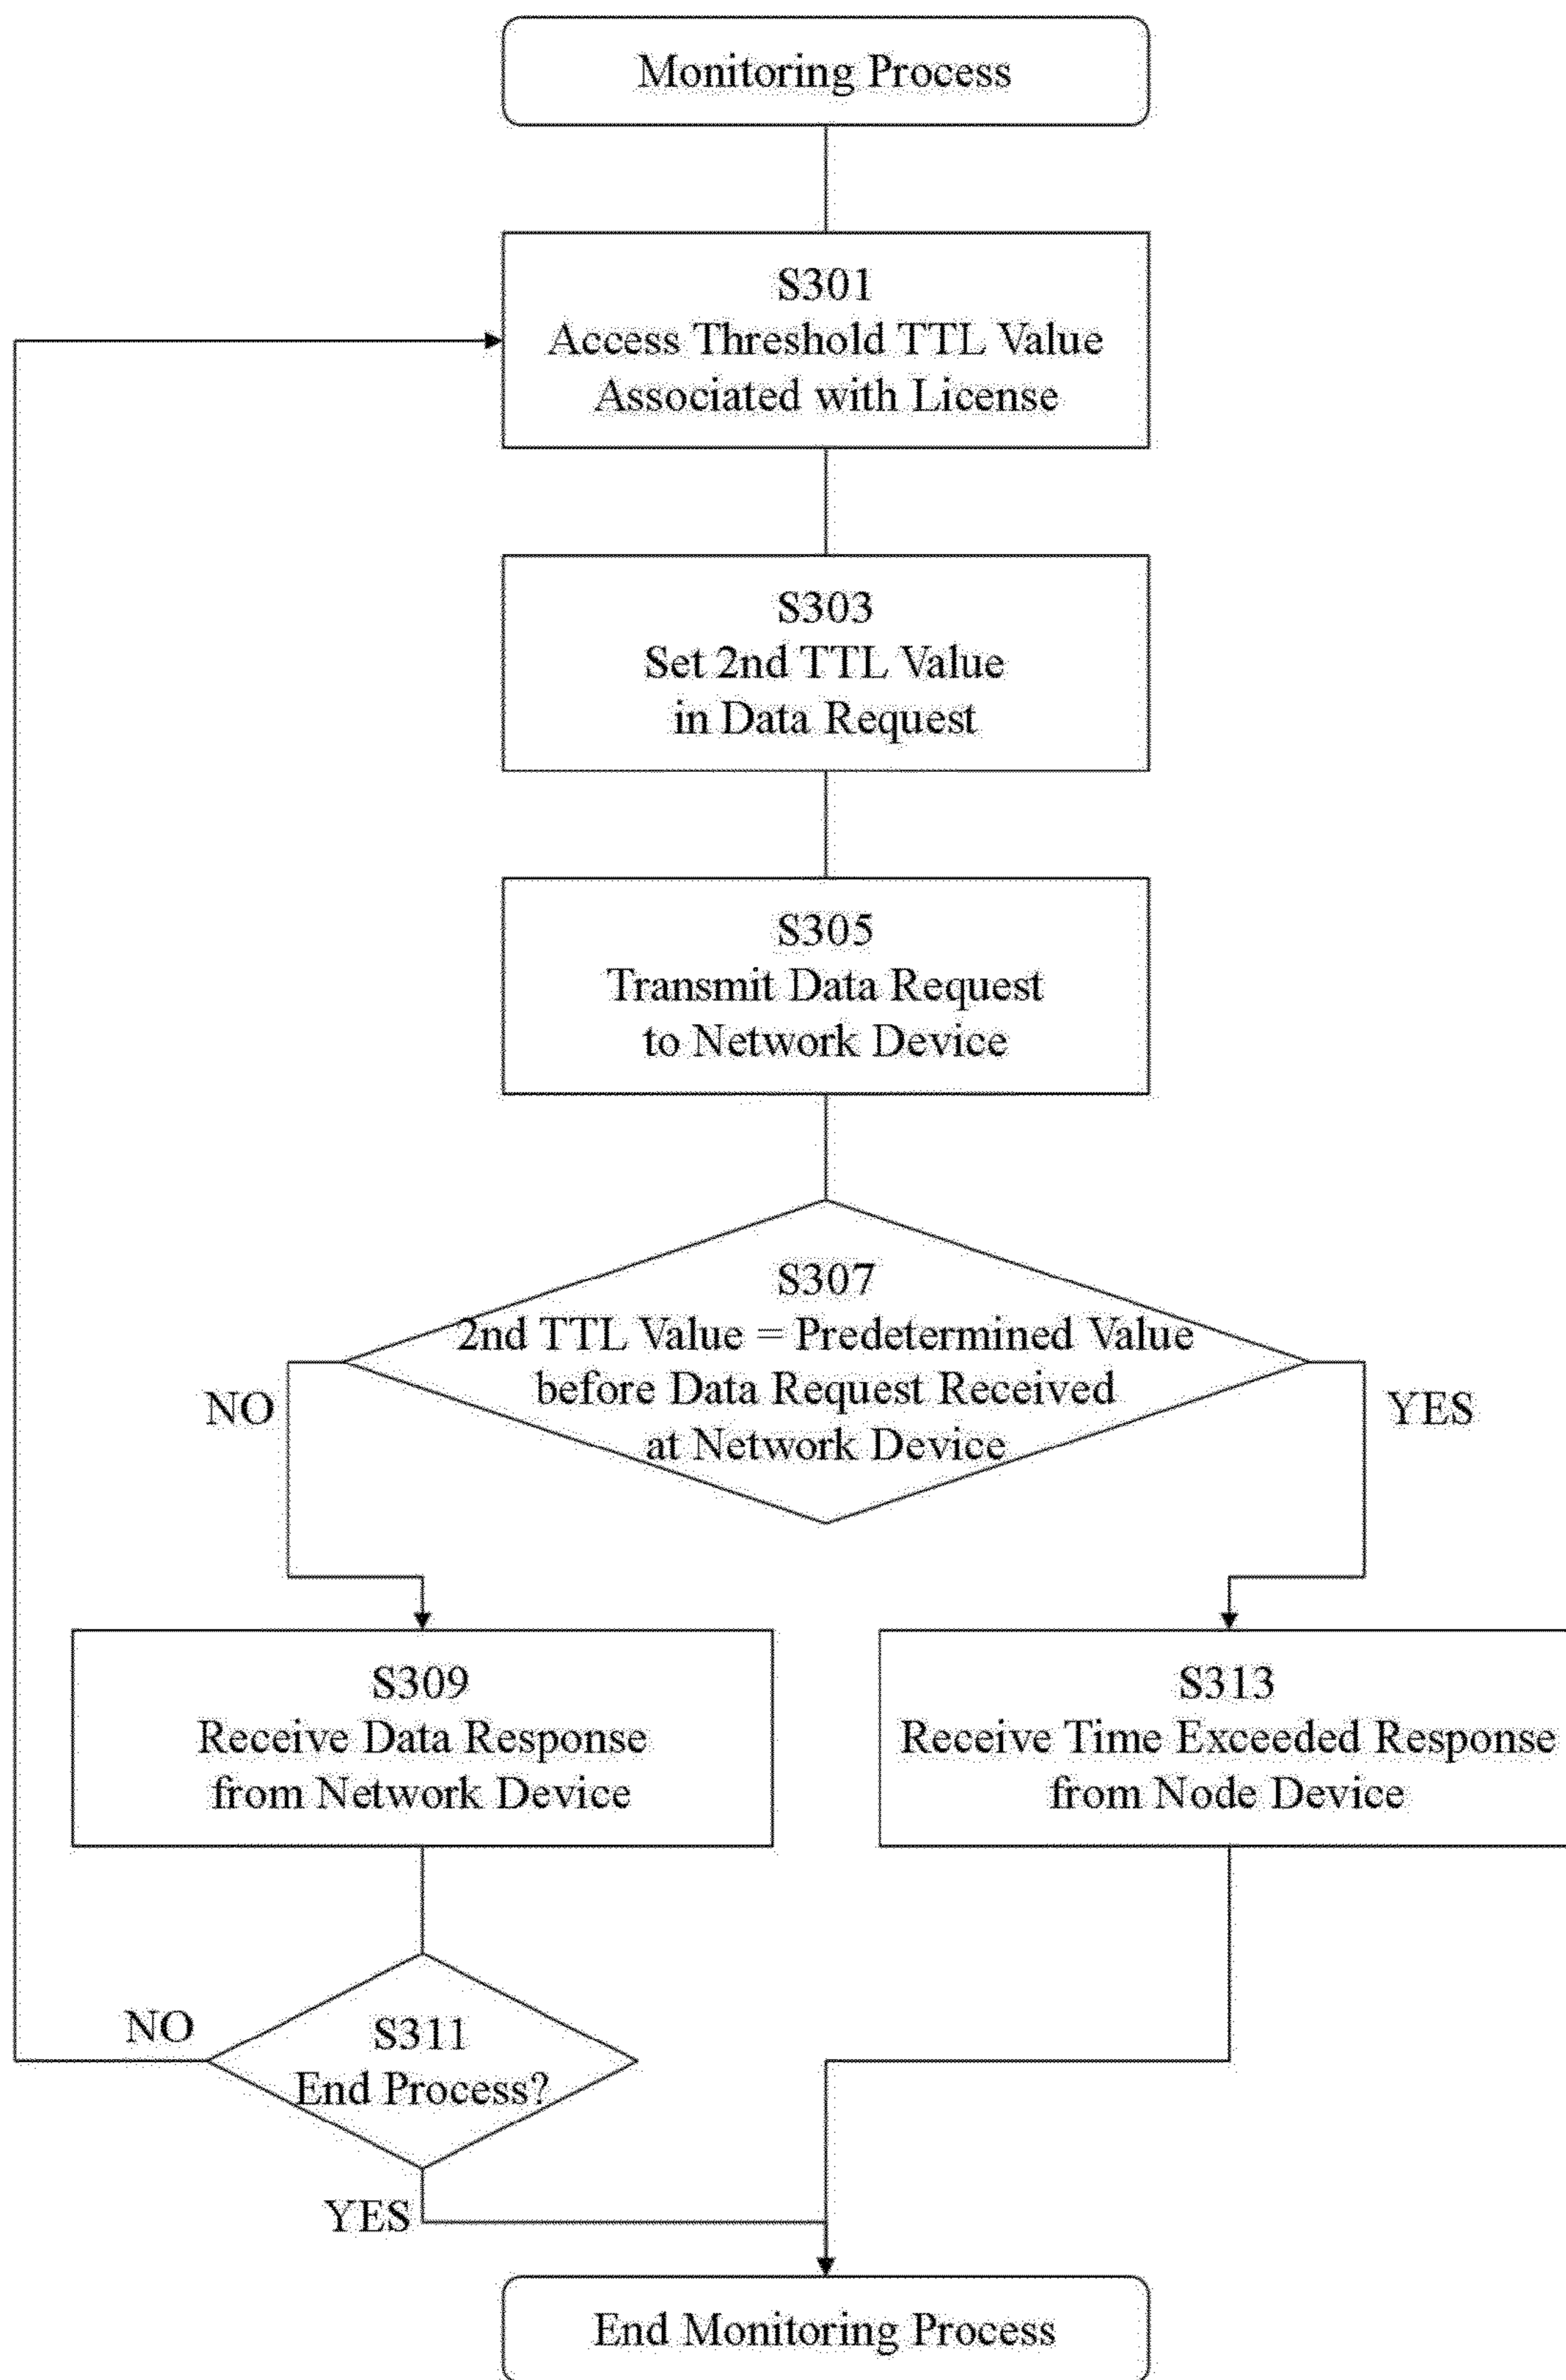 Monitoring Process
S301
Access Threshold TTL Value
Associated with License
S303
Set 2nd TTL Value
in Data Request
S305
Transmit Data Request
to Network Device
S307
2nd TTL Value = Predetermined Value
before Data Request Received
at Network Device
NO
YES
S309
Receive Data Response
from Network Device
S313
Receive Time Exceeded Response
from Node Device
NO
S311
End Process?
YES
End Monitoring Process